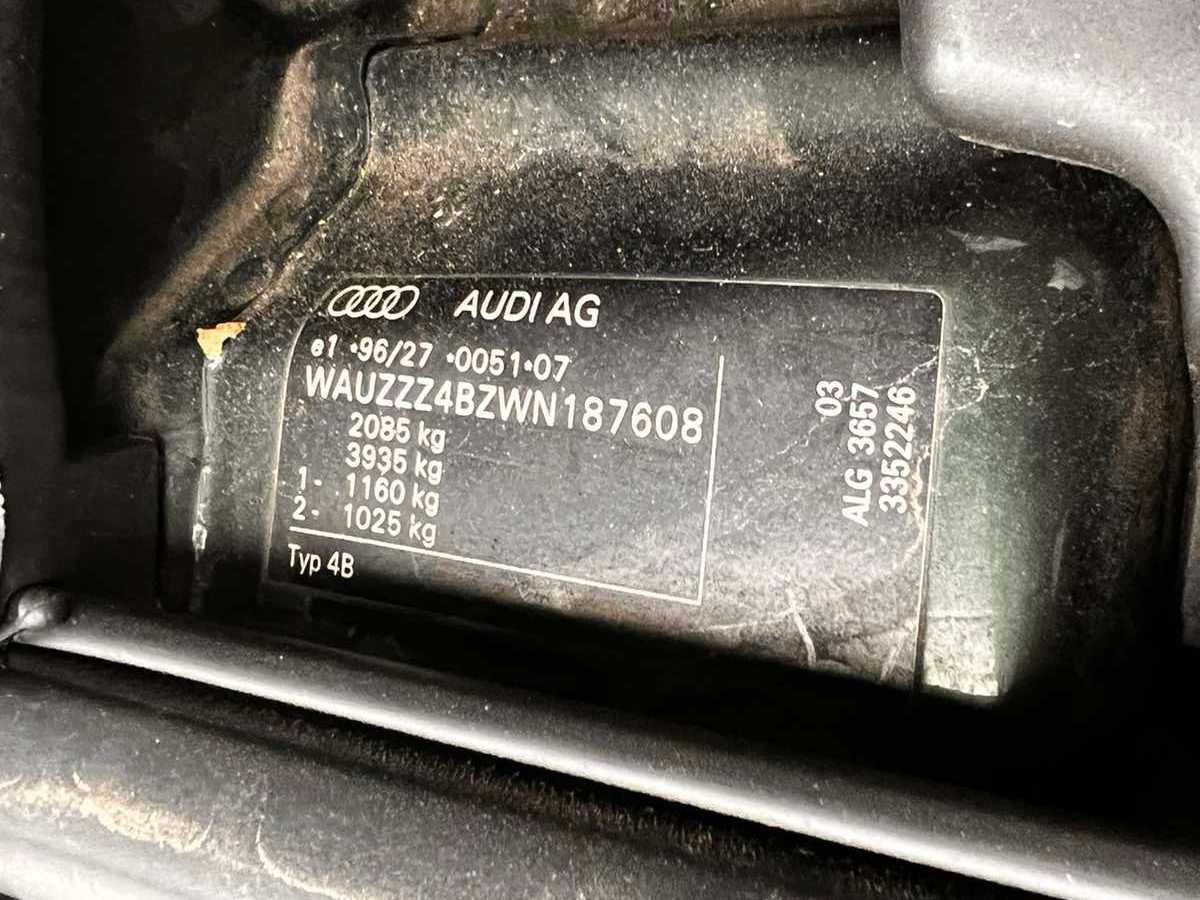 AUDI AG
e1 •96/27 •0051•07
WAUZZZ4BZWN187608
2085 kg
3935 kg
1- 1160 kg
2- 1025 kg
Typ 4B
03
ALG 3657
33522246